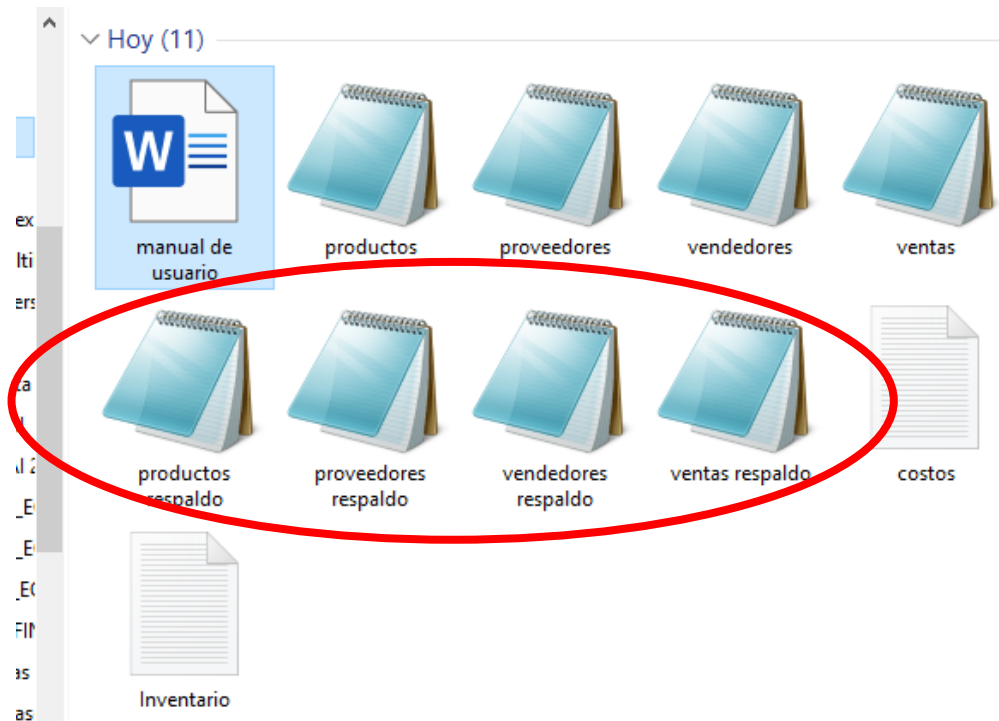 Hoy (11)
manual de
usuario
productos
proveedores
vendedores
ventas
productos
respaldo
proveedores
respaldo
vendedores
respaldo
ventas respaldo
costos
Inventario